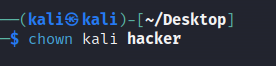 ──(kali㉿kali)-[~/Desktop]
─$ chown kali hacker